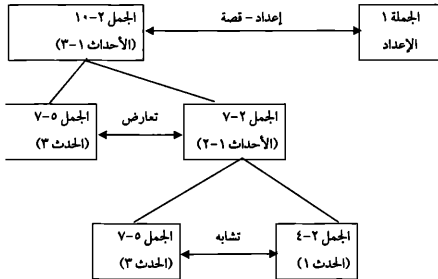 الجملة ١
الإعداد
إعداد - قصة
الجمل ٢-١٠
(الأحداث ١-٣)
الجمل ٢-٧
(الأحداث ١-٢)
تعارض
الجمل ٥-٧
(الحدث ٣)
الجمل ٢-٤
(الحدث ١)
تشابه
الجمل ٥-٧
(الحدث ٣)